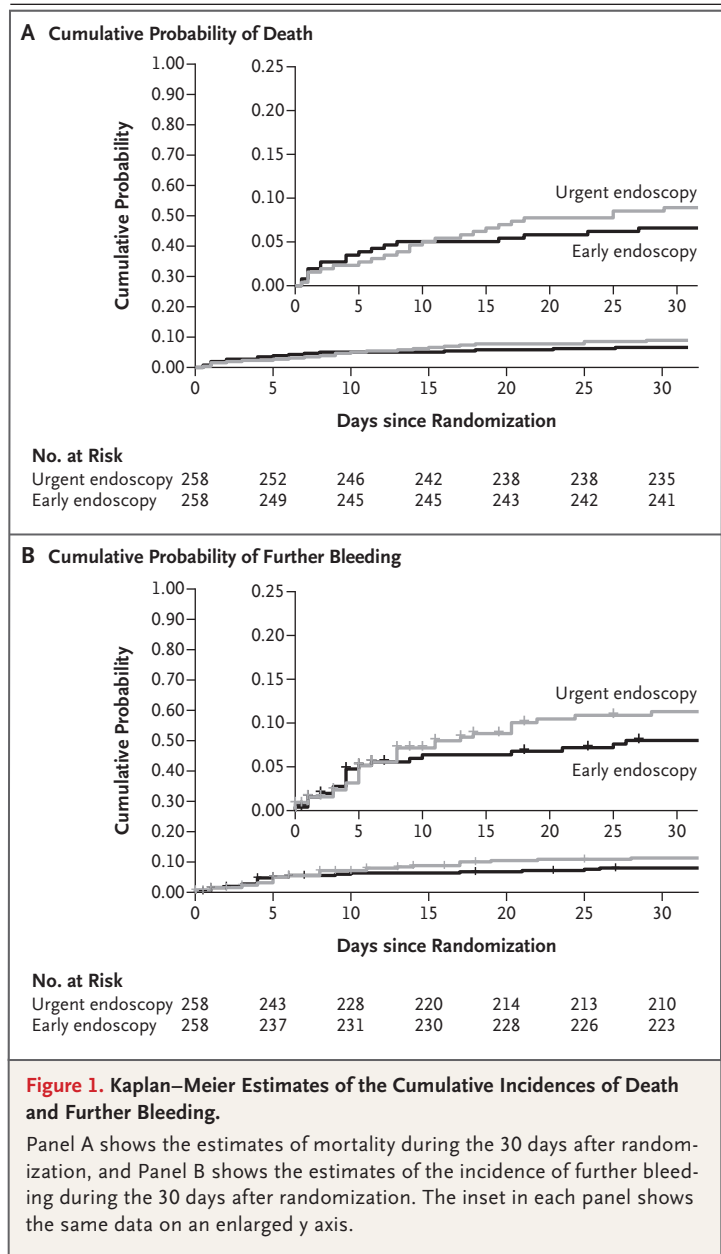 A Cumulative Probability of Death
Cumulative Probability
1.00
0.90
0.80
0.70
0.60
0.50
0.40
0.30
0.20
0.10
0.00
0.25
0.20
0.15
0.10
0.05
0.00
Urgent endoscopy
Early endoscopy
0 5 10 15 20 25 30
0 5 10 15 20 25 30
Days since Randomization
No. at Risk
Urgent endoscopy 258 252 246 242 238 238 235
Early endoscopy 258 249 245 245 243 242 241
B Cumulative Probability of Further Bleeding
Cumulative Probability
1.00
0.90
0.80
0.70
0.60
0.50
0.40
0.30
0.20
0.10
0.00
0.25
0.20
0.15
0.10
0.05
0.00
Urgent endoscopy
Early endoscopy
0 5 10 15 20 25 30
0 5 10 15 20 25 30
Days since Randomization
No. at Risk
Urgent endoscopy 258 243 228 220 214 213 210
Early endoscopy 258 237 231 230 228 226 223
Figure 1. Kaplan–Meier Estimates of the Cumulative Incidences of Death
and Further Bleeding.
Panel A shows the estimates of mortality during the 30 days after random-
ization, and Panel B shows the estimates of the incidence of further bleed-
ing during the 30 days after randomization. The inset in each panel shows
the same data on an enlarged y axis.